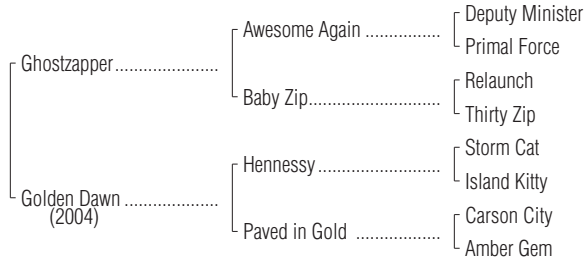 Deputy Minister
Awesome Again ..................
Primal Force
Ghostzapper.......................
Relaunch
Baby Zip.............................
Thirty Zip
Storm Cat
Hennessy ...........................
Island Kitty
Golden Dawn .....................
(2004)
Carson City
Paved in Gold ...................
Amber Gem